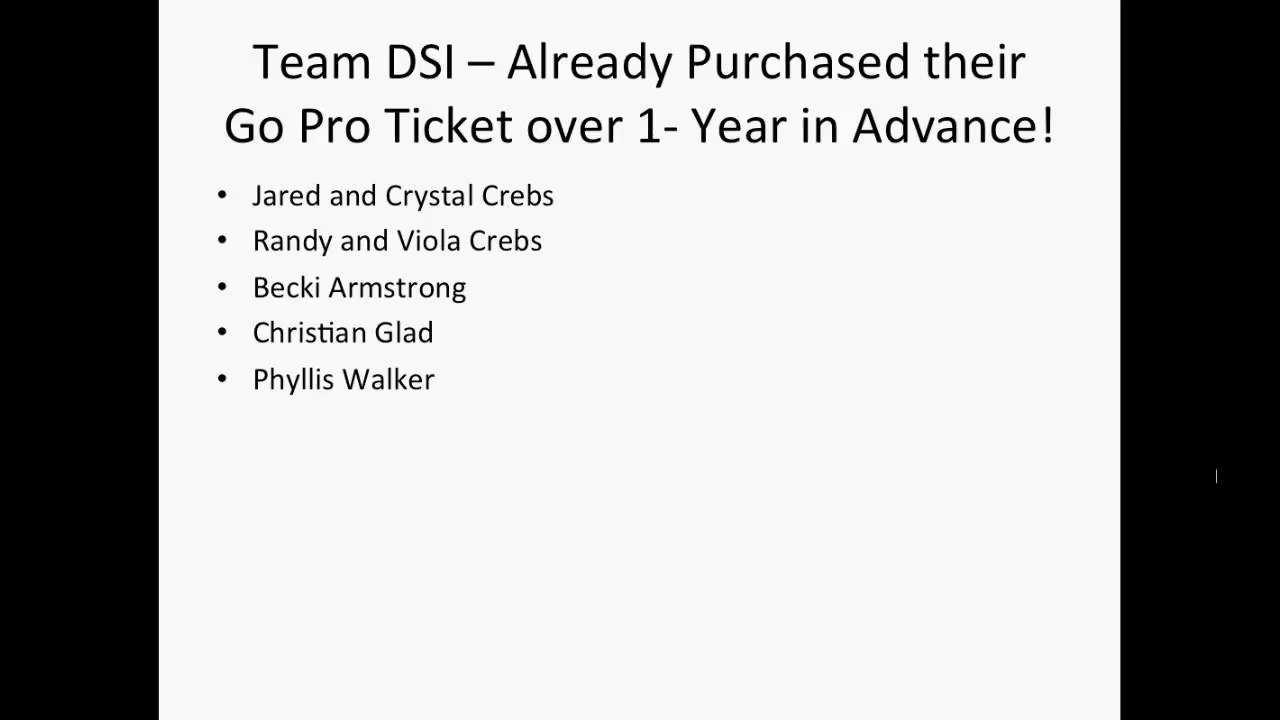 Team DSI – Already Purchased their
Go Pro Ticket over 1- Year in Advance!
• Jared and Crystal Crebs
• Randy and Viola Crebs
• Becki Armstrong
• Christian Glad
• Phyllis Walker